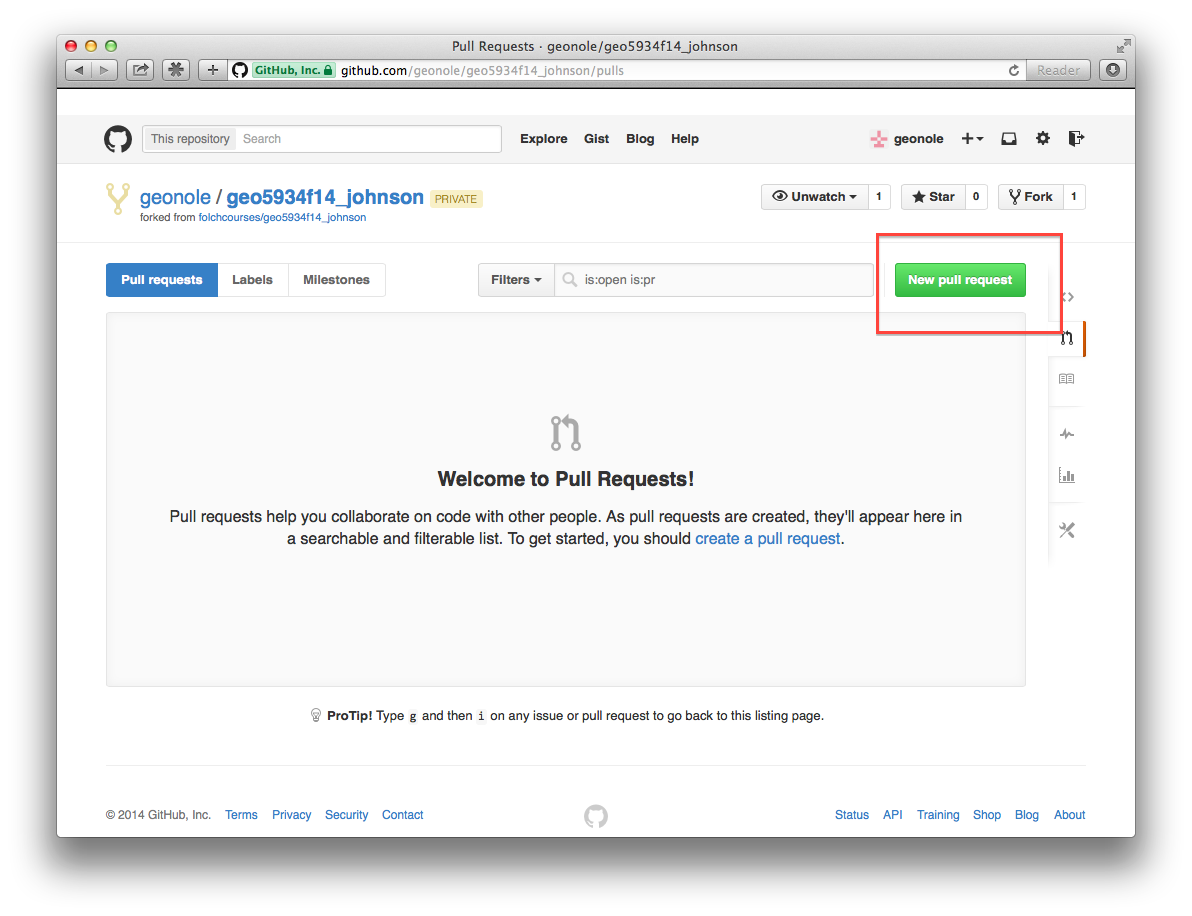 Pull Requests · geonole/geo5934f14_johnson
GitHub, Inc. github.com/geonole/geo5934f14_johnson/pulls Reader
This repository Search Explore Gist Blog Help geonole
geonole / geo5934f14_johnson PRIVATE Unwatch 1 Star 0 Fork 1
forked from folchcourses/geo5934f14_johnson
Pull requests Labels Milestones Filters is:open is:pr New pull request
Welcome to Pull Requests!
Pull requests help you collaborate on code with other people. As pull requests are created, they'll appear here in
a searchable and filterable list. To get started, you should create a pull request.
ProTip! Type g and then i on any issue or pull request to go back to this listing page.
© 2014 GitHub, Inc. Terms Privacy Security Contact Status API Training Shop Blog About